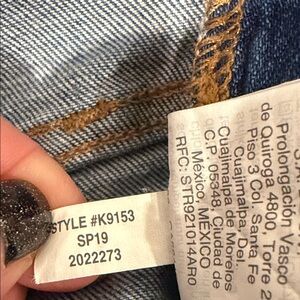 STYLE #K9153
SP19
2022273
Prolongación Vasco
de Quiroga 4800, Torre 2
Piso 3 Col. Santa Fe
Cuajimalpa Del.
Cuajimalpa de Morelos
C.P. 05348, Ciudad de
México, MEXICO
RFC: STR921014AR0